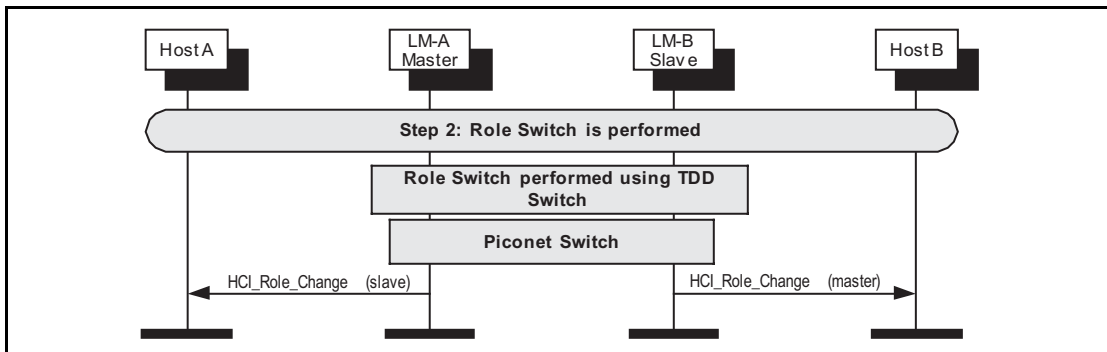 Host A
LM-A
Master
LM-B
Slave
Host B
Step 2: Role Switch is performed
Role Switch performed using TDD
Switch
Piconet Switch
HCI_Role_Change (slave)
HCI_Role_Change (master)